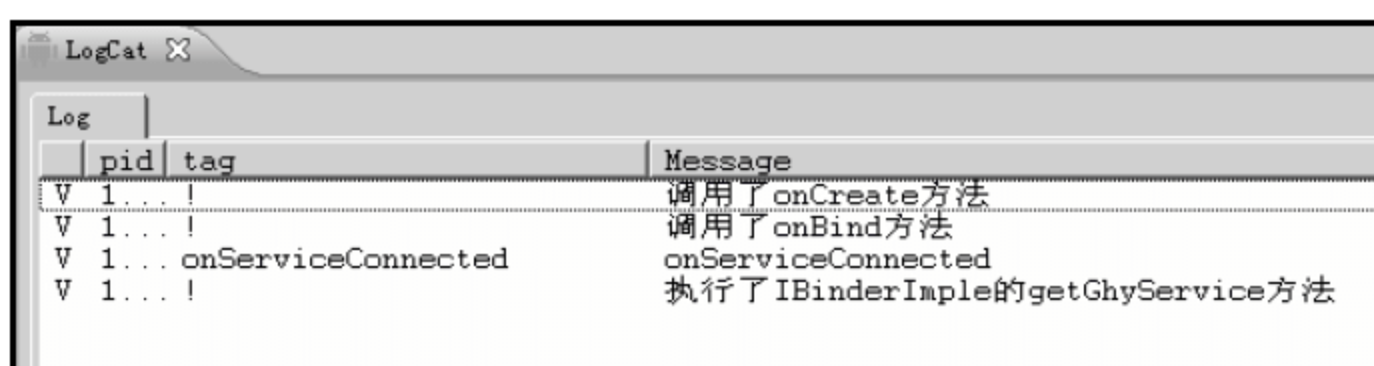 LogCat
Log
pid tag Message
V 1... ! 调用了onCreate方法
V 1... ! 调用了onBind方法
V 1... onServiceConnected onServiceConnected
V 1... ! 执行了IBinderImple的getGhyService方法